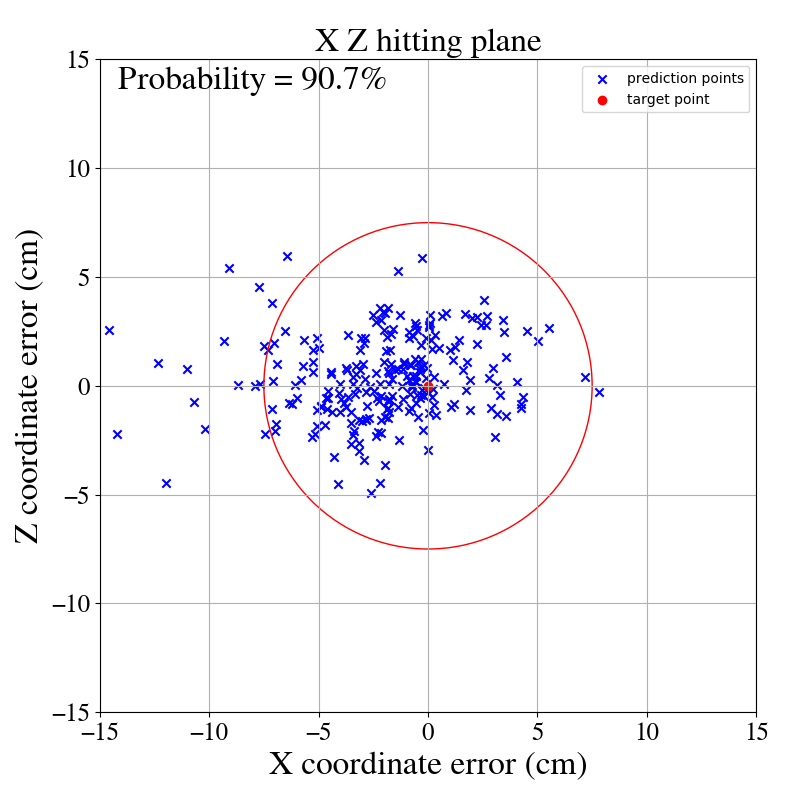 X Z hitting plane
Probability = 90.7%
prediction points
target point
Z coordinate error (cm)
15
10
5
0
−5
−10
−15
−15
−10
−5
0
5
10
15
X coordinate error (cm)